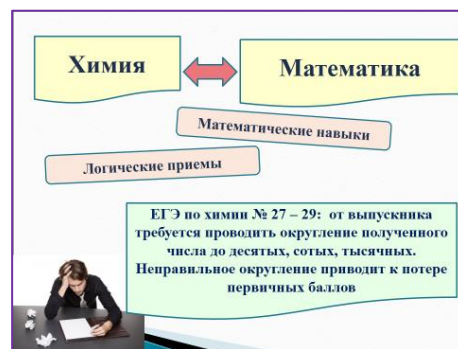 Химия
Математика
Математические навыки
Логические приемы
ЕГЭ по химии № 27 – 29: от выпускника
требуется проводить округление полученного
числа до десятых, сотых, тысячных.
Неправильное округление приводит к потере
первичных баллов